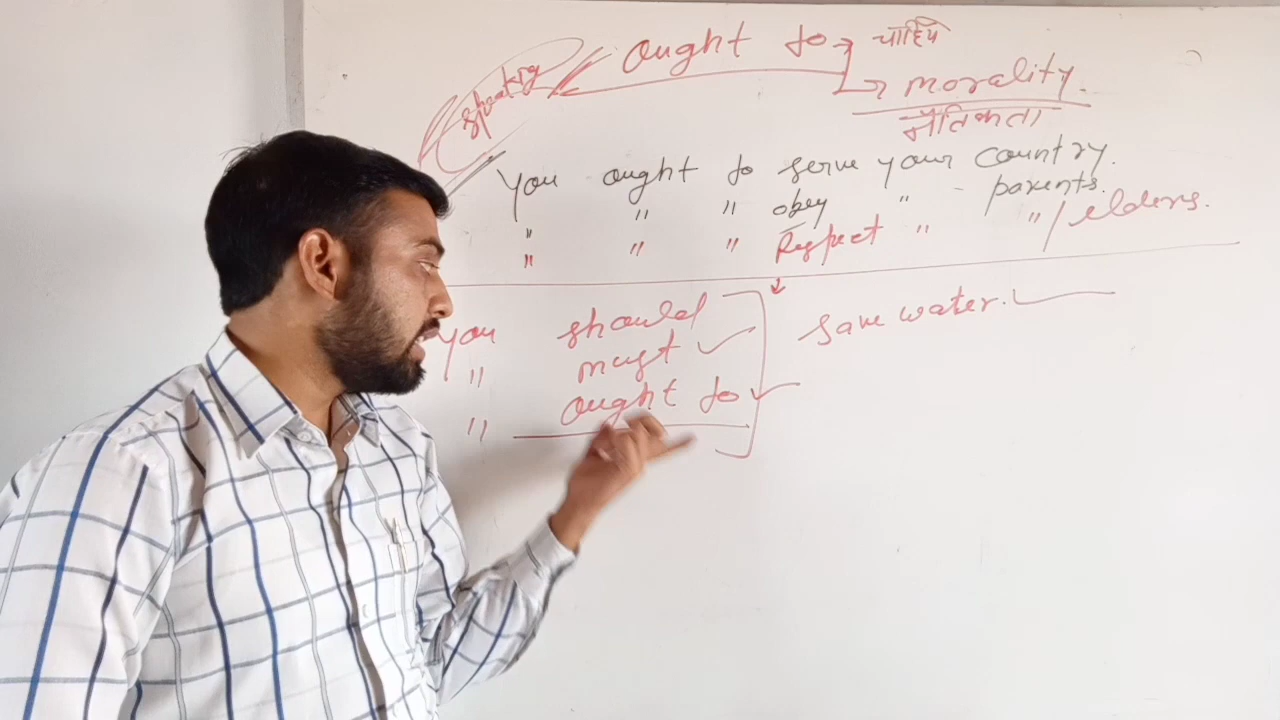 speaking
ought to चाहिये
morality.
नैतिकता
You ought to serve your country.
" " " obey " parents.
" " " Respect " " / elders.
You should
" must save water.
" ought to